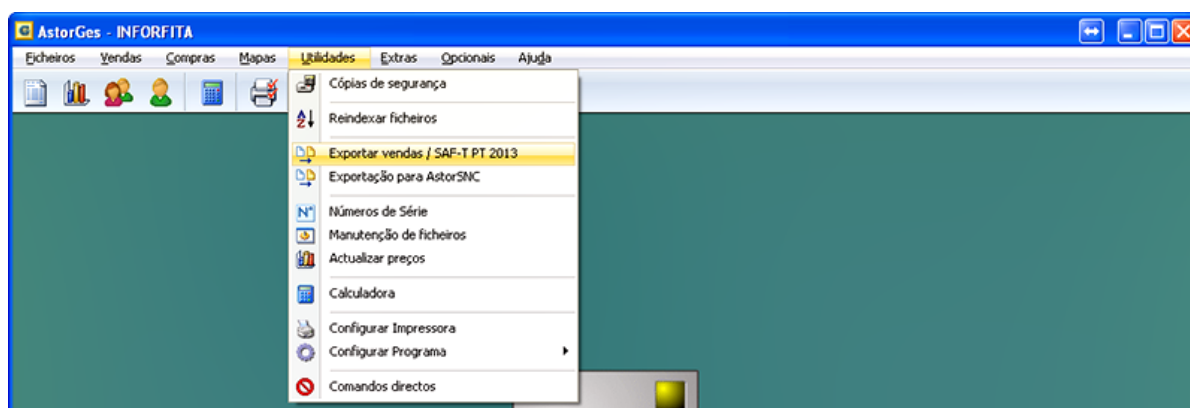 AstorGes - INFORFITA
Ficheiros Vendas Compras Mapas Utilidades Extras Opcionais Ajuda
Cópias de segurança
Reindexar ficheiros
Exportar vendas / SAF-T PT 2013
Exportação para AstorSNC
Números de Série
Manutenção de ficheiros
Actualizar preços
Calculadora
Configurar Impressora
Configurar Programa
Comandos directos